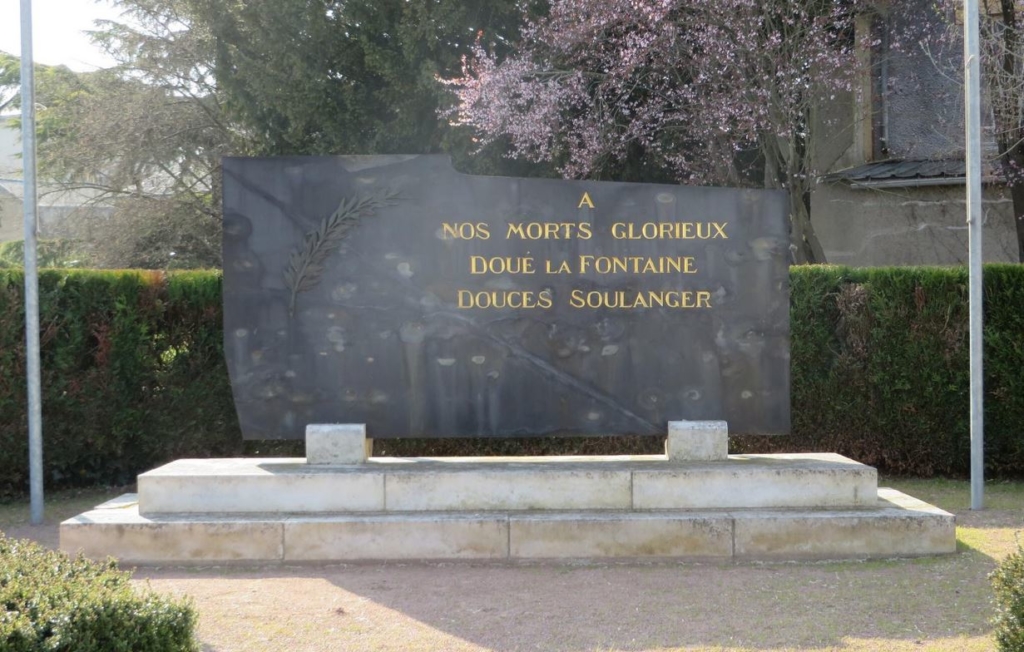 A
NOS MORTS GLORIEUX
DOUÉ LA FONTAINE
DOUCES SOULANGER